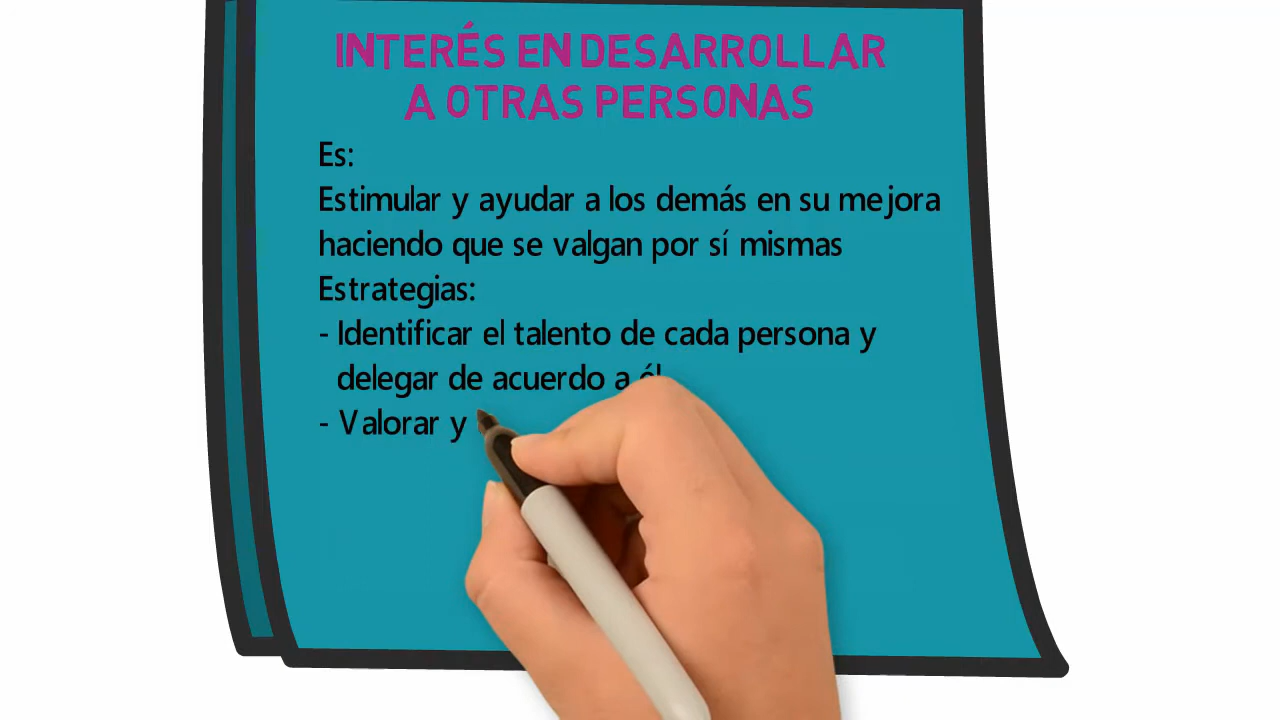 INTERÉS EN DESARROLLAR
A OTRAS PERSONAS
Es:
Estimular y ayudar a los demás en su mejora
haciendo que se valgan por sí mismas
Estrategias:
- Identificar el talento de cada persona y
delegar de acuerdo a él
- Valorar y